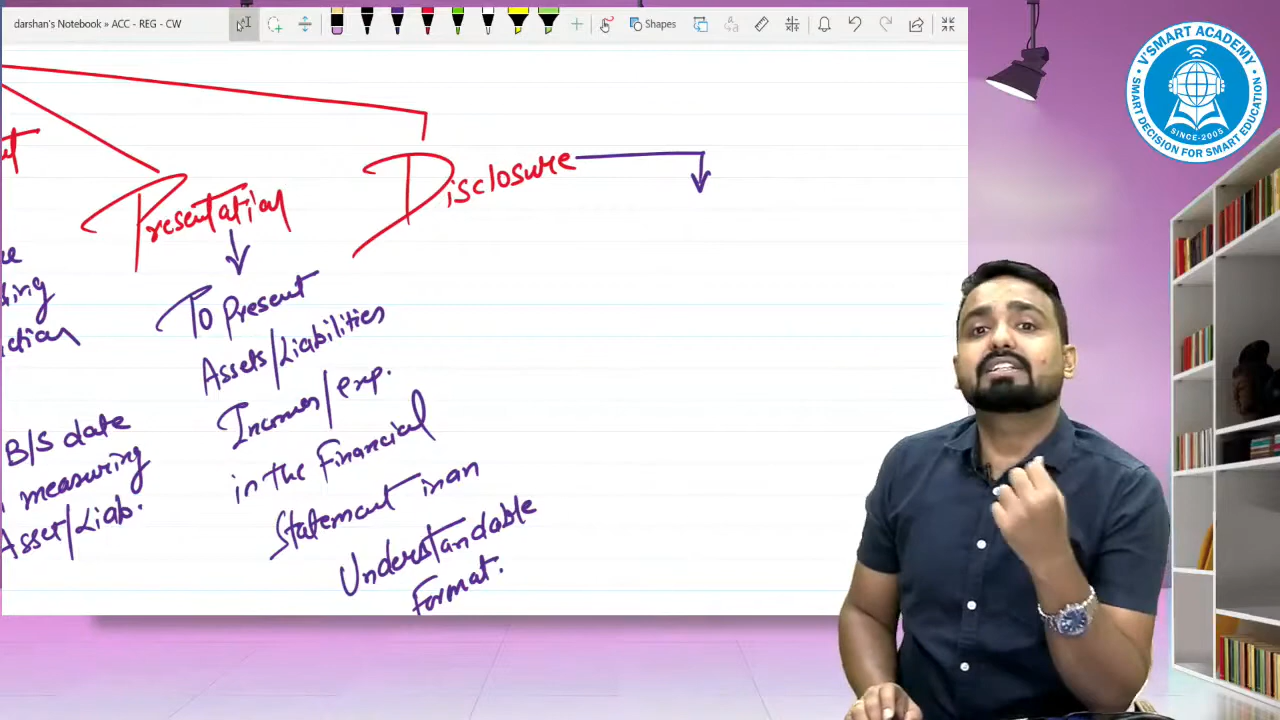 darshan's Notebook » ACC - REG - CW
Shapes
V'SMART ACADEMY
SINCE-2005
SMART DECISION FOR SMART EDUCATION
Disclosure
Presentation
To Present
Assets/Liabilities
Incomes/exp.
in the Financial
Statement in an
Understandable
Format.
B/S date
measuring
Asset/Liab.